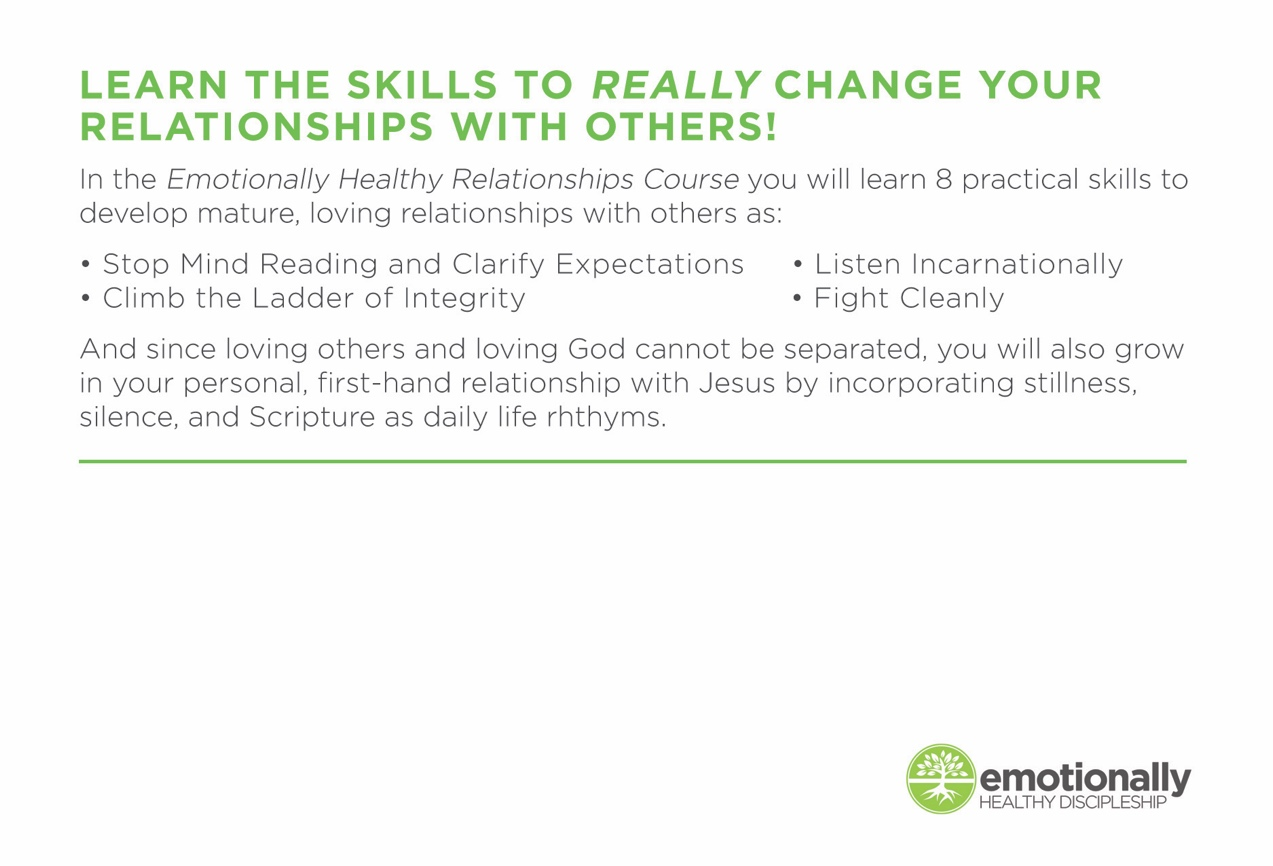 LEARN THE SKILLS TO REALLY CHANGE YOUR
RELATIONSHIPS WITH OTHERS!
In the Emotionally Healthy Relationships Course you will learn 8 practical skills to
develop mature, loving relationships with others as:
• Stop Mind Reading and Clarify Expectations
• Climb the Ladder of Integrity
• Listen Incarnationally
• Fight Cleanly
And since loving others and loving God cannot be separated, you will also grow
in your personal, first-hand relationship with Jesus by incorporating stillness,
silence, and Scripture as daily life rhthyms.
emotionally
HEALTHY DISCIPLESHIP